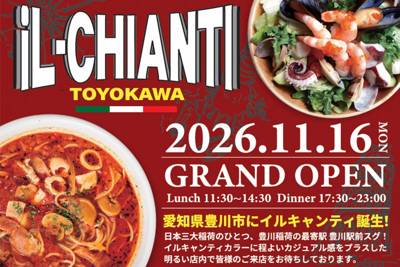 iL-CHIANTI
TOYOKAWA
2026.11.16 MON
GRAND OPEN
Lunch 11:30~14:30 Dinner 17:30~23:00
愛知県豊川市にイルキャンティ誕生!
日本三大稲荷のひとつ、豊川稲荷の最寄駅 豊川駅前スグ!
イルキャンティカラーに程よいカジュアル感をプラスした
明るい店内で皆様のご来店をお待ちしております。